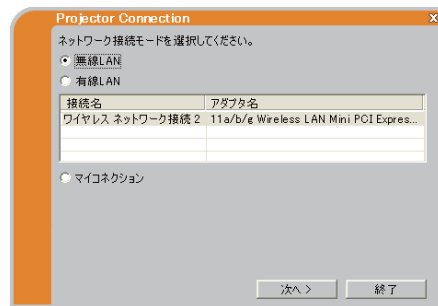 Projector Connection
X
ネットワーク接続モードを選択してください。
無線LAN
有線LAN
接続名 アダプタ名
ワイヤレス ネットワーク接続 2 11a/b/g Wireless LAN Mini PCI Expres...
マイコネクション
次へ > 終了